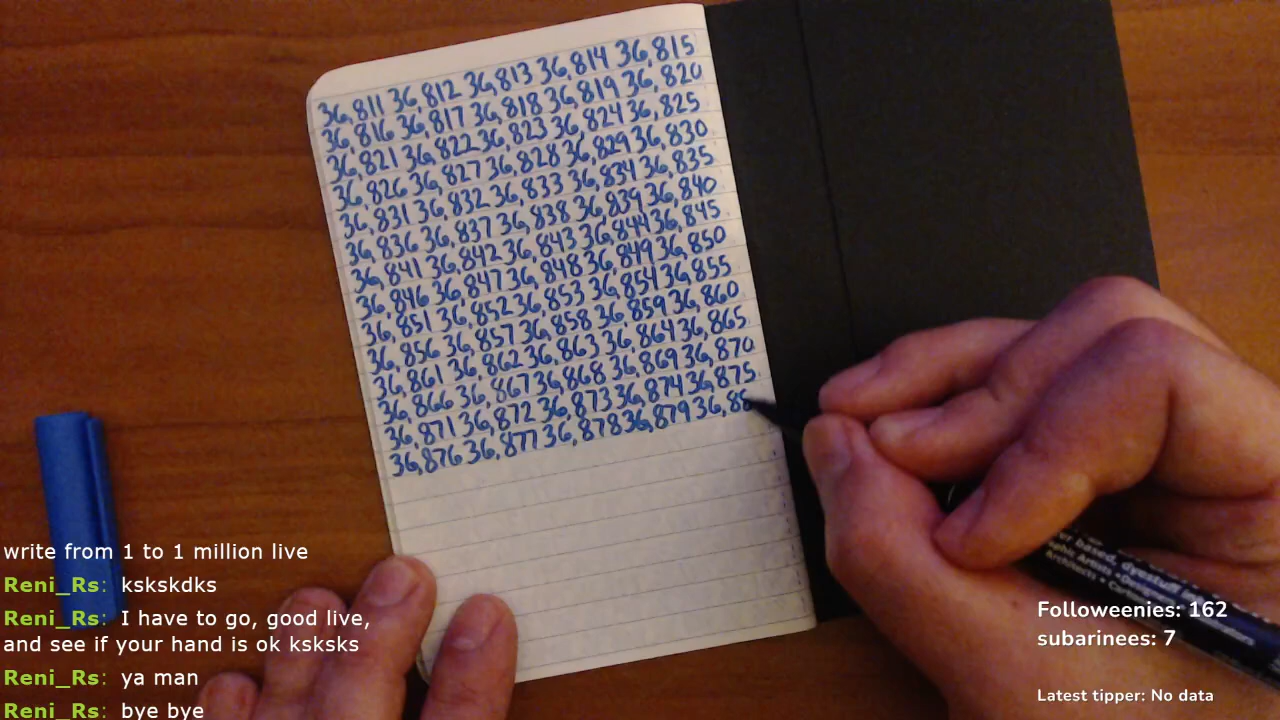 36,811 36,812 36,813 36,814 36,815
36,816 36,817 36,818 36,819 36,820
36,821 36,822 36,823 36,824 36,825
36,826 36,827 36,828 36,829 36,830
36,831 36,832 36,833 36,834 36,835
36,836 36,837 36,838 36,839 36,840
36,841 36,842 36,843 36,844 36,845
36,846 36,847 36,848 36,849 36,850
36,851 36,852 36,853 36,854 36,855
36,856 36,857 36,858 36,859 36,860
36,861 36,862 36,863 36,864 36,865
36,866 36,867 36,868 36,869 36,870
36,871 36,872 36,873 36,874 36,875
36,876 36,877 36,878 36,879 36,88
write from 1 to 1 million live
Reni_Rs: kskskdks
Reni_Rs: I have to go, good live,
and see if your hand is ok ksksks
Reni_Rs: ya man
Reni_Rs: bye bye
based, dyestuff
Architects
Followeenies: 162
subarinees: 7
Latest tipper: No data